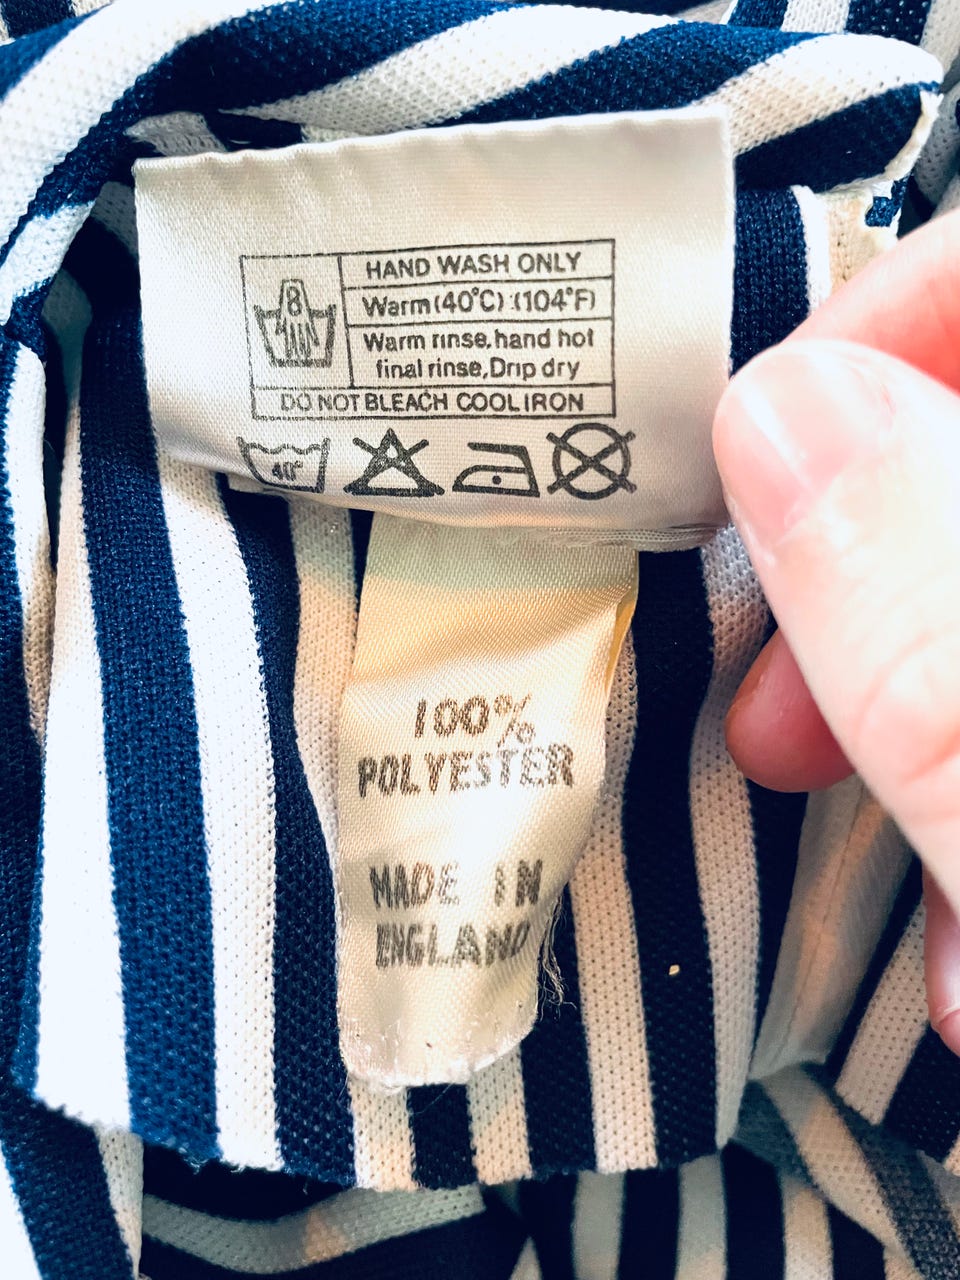 8
HAND WASH ONLY
Warm (40°C) (104°F)
Warm rinse, hand hot
final rinse, Drip dry
DO NOT BLEACH COOL IRON
40°
100%
POLYESTER
MADE IN
ENGLAND